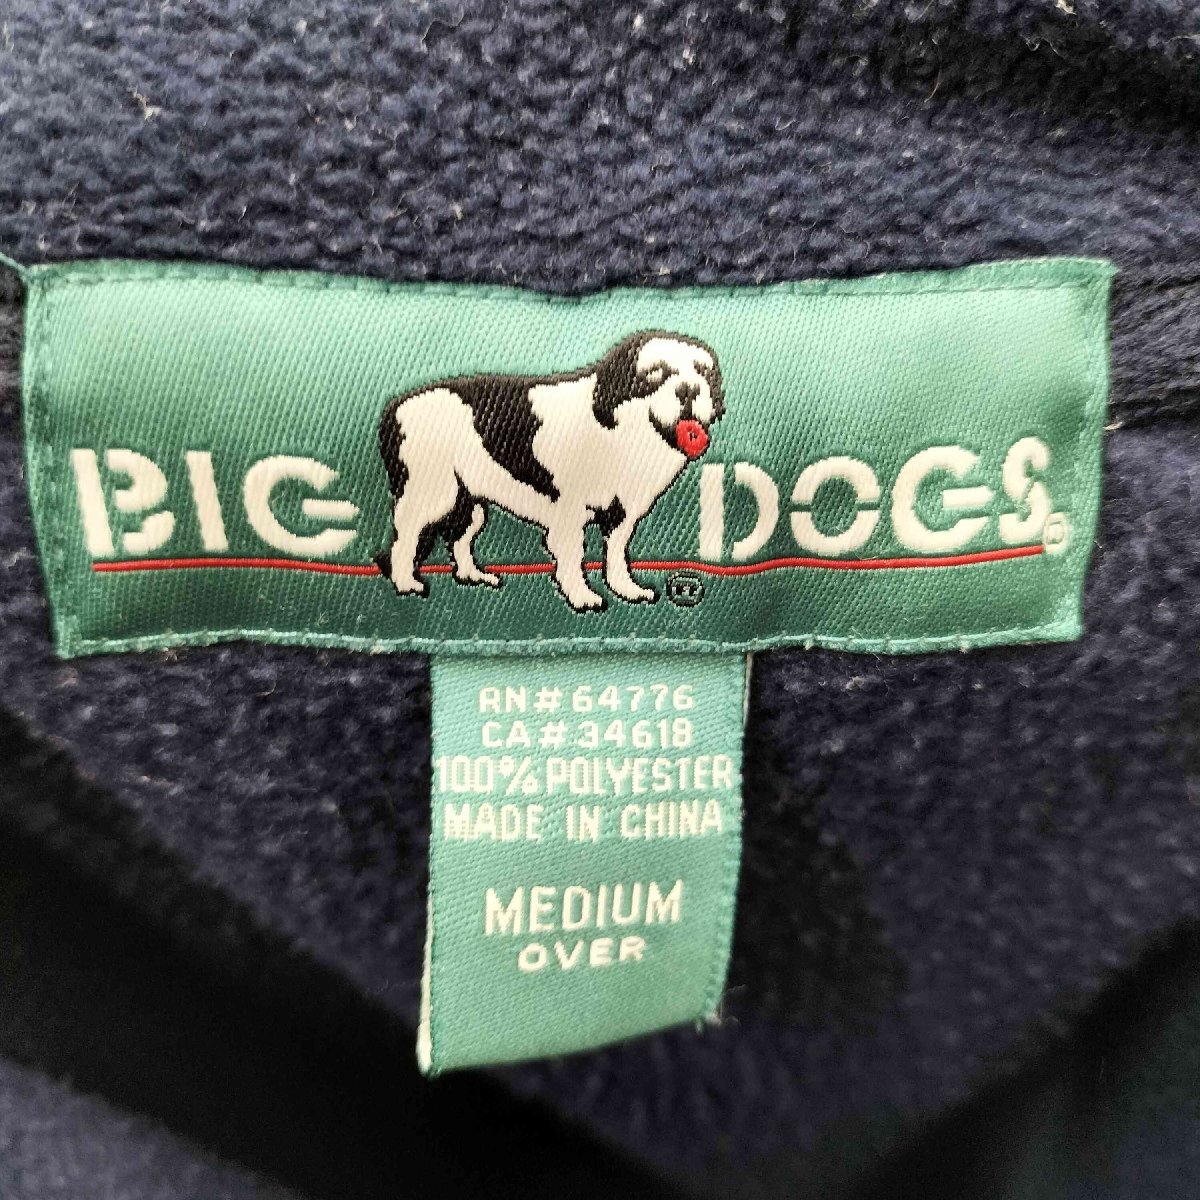 BIG DOGS®
®
RN#64776
CA#34618
100% POLYESTER
MADE IN CHINA
MEDIUM
OVER